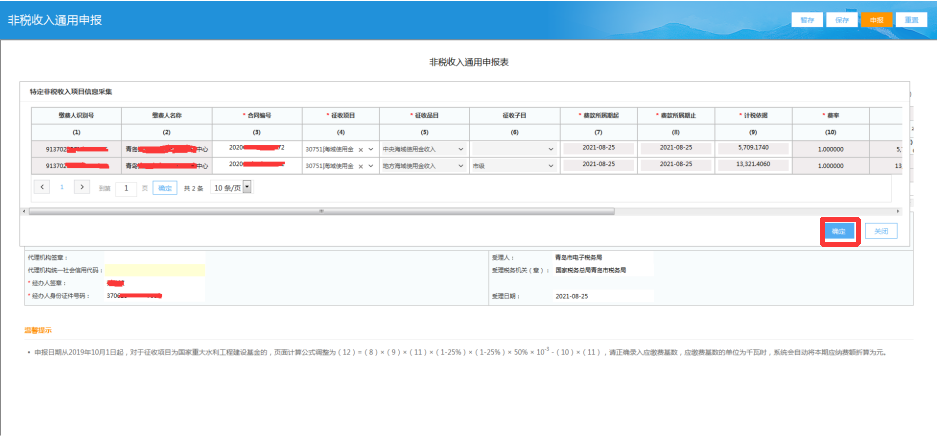 非税收入通用申报
暂存 保存 申报 重置
非税收入通用申报表
特定非税收入项目信息采集
缴费人识别号 缴费人名称 * 合同编号 * 征收项目 * 征收品目 征收子目 * 费款所属期起 * 费款所属期止 * 计税依据 * 费率
(1) (2) (3) (4) (5) (6) (7) (8) (9) (10)
913702 青岛 中心 2020 72 30751|海域使用金 × 中央海域使用金收入 2021-08-25 2021-08-25 5,709.1740 1.000000 5,
913702 青岛 中心 2020 30751|海域使用金 × 地方海域使用金收入 市级 2021-08-25 2021-08-25 13,321.4060 1.000000 13
< 1 > 到第 1 页 确定 共 2 条 10 条/页
确定 关闭
代理机构签章： 受理人： 青岛市电子税务局
代理机构统一社会信用代码： 受理税务机关（章）： 国家税务总局青岛市税务局
* 经办人签章：
* 经办人身份证件号码： 3706 受理日期： 2021-08-25
温馨提示
• 申报日期从2019年10月1日起，对于征收项目为国家重大水利工程建设基金的，页面计算公式调整为（12）=（8）×（9）×（11）×（1-25%）×（1-25%）× 50% × 10⁻³ -（10）×（11），请正确录入应缴费基数，应缴费基数的单位为千瓦时，系统会自动将本期应纳费额折算为元。